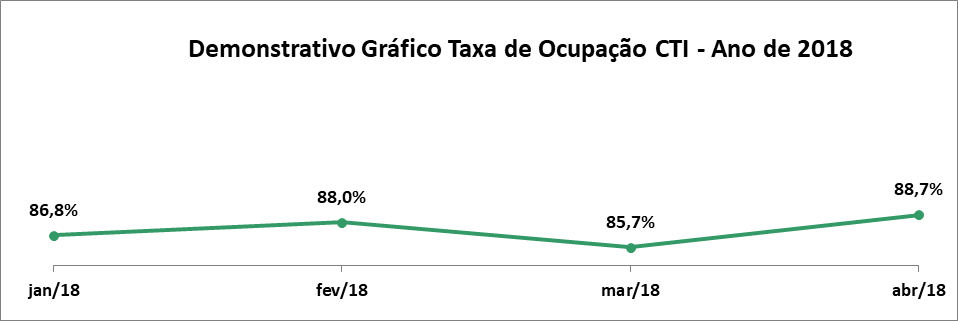 Demonstrativo Gráfico Taxa de Ocupação CTI - Ano de 2018
86,8%
88,0%
85,7%
88,7%
jan/18
fev/18
mar/18
abr/18